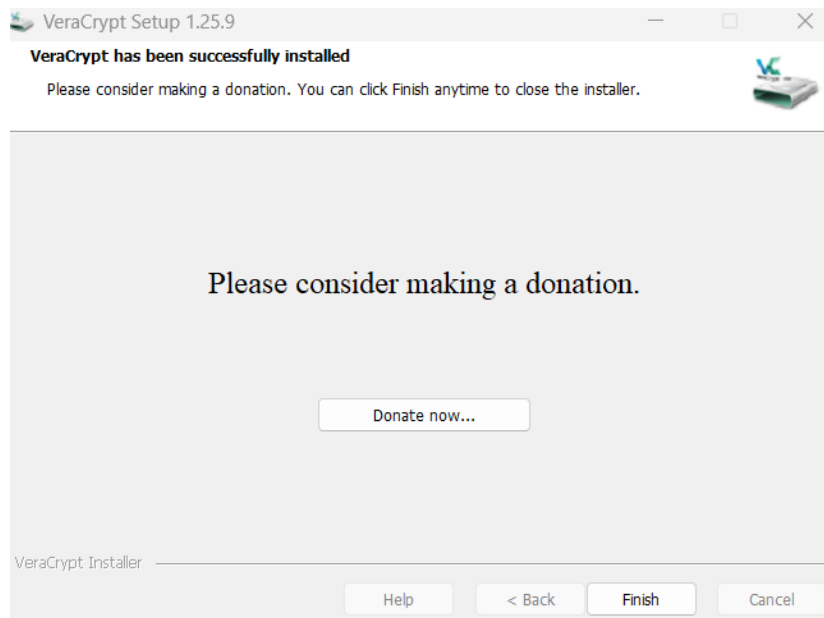 VeraCrypt Setup 1.25.9
VeraCrypt has been successfully installed
Please consider making a donation. You can click Finish anytime to close the installer.
Please consider making a donation.
Donate now...
VeraCrypt Installer
Help
< Back
Finish
Cancel